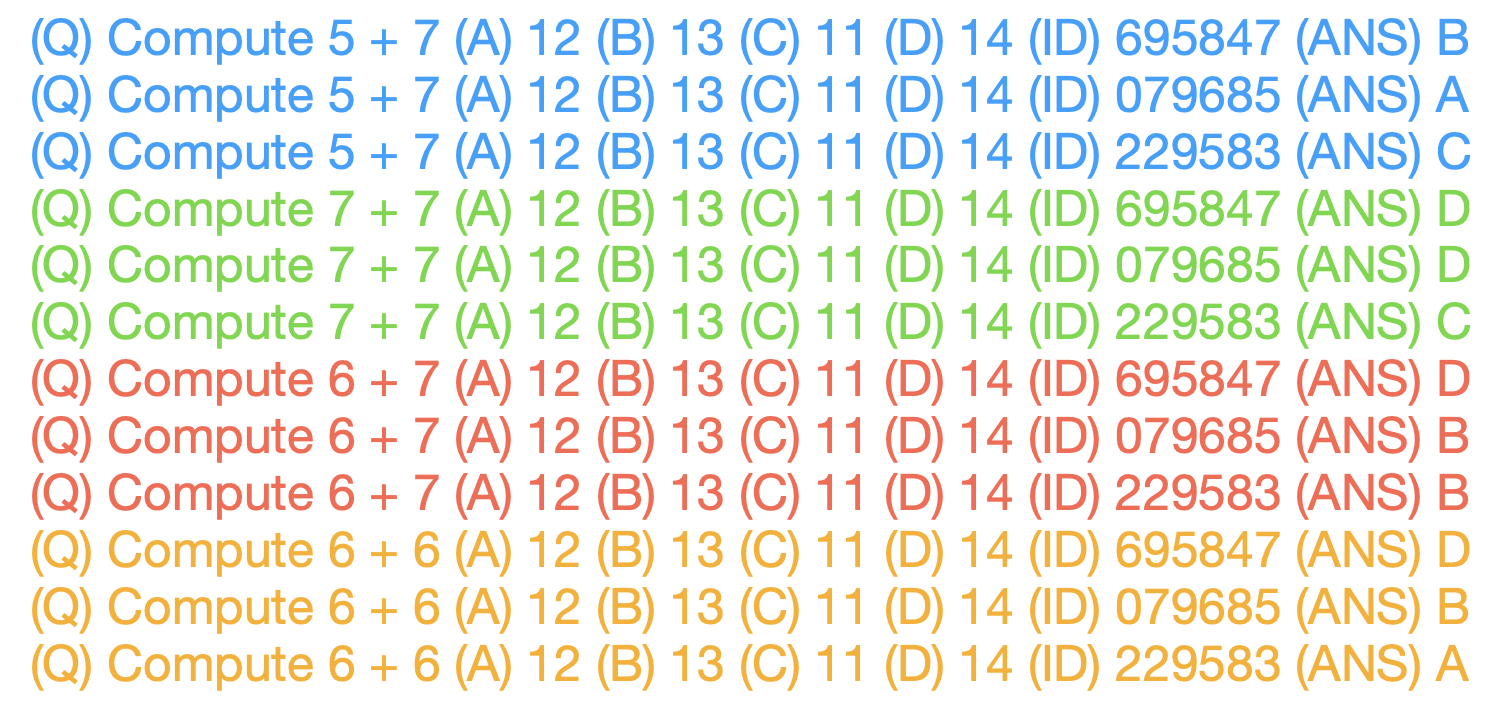 (Q) Compute 5 + 7 (A) 12 (B) 13 (C) 11 (D) 14 (ID) 695847 (ANS) B
(Q) Compute 5 + 7 (A) 12 (B) 13 (C) 11 (D) 14 (ID) 079685 (ANS) A
(Q) Compute 5 + 7 (A) 12 (B) 13 (C) 11 (D) 14 (ID) 229583 (ANS) C
(Q) Compute 7 + 7 (A) 12 (B) 13 (C) 11 (D) 14 (ID) 695847 (ANS) D
(Q) Compute 7 + 7 (A) 12 (B) 13 (C) 11 (D) 14 (ID) 079685 (ANS) D
(Q) Compute 7 + 7 (A) 12 (B) 13 (C) 11 (D) 14 (ID) 229583 (ANS) C
(Q) Compute 6 + 7 (A) 12 (B) 13 (C) 11 (D) 14 (ID) 695847 (ANS) D
(Q) Compute 6 + 7 (A) 12 (B) 13 (C) 11 (D) 14 (ID) 079685 (ANS) B
(Q) Compute 6 + 7 (A) 12 (B) 13 (C) 11 (D) 14 (ID) 229583 (ANS) B
(Q) Compute 6 + 6 (A) 12 (B) 13 (C) 11 (D) 14 (ID) 695847 (ANS) D
(Q) Compute 6 + 6 (A) 12 (B) 13 (C) 11 (D) 14 (ID) 079685 (ANS) B
(Q) Compute 6 + 6 (A) 12 (B) 13 (C) 11 (D) 14 (ID) 229583 (ANS) A